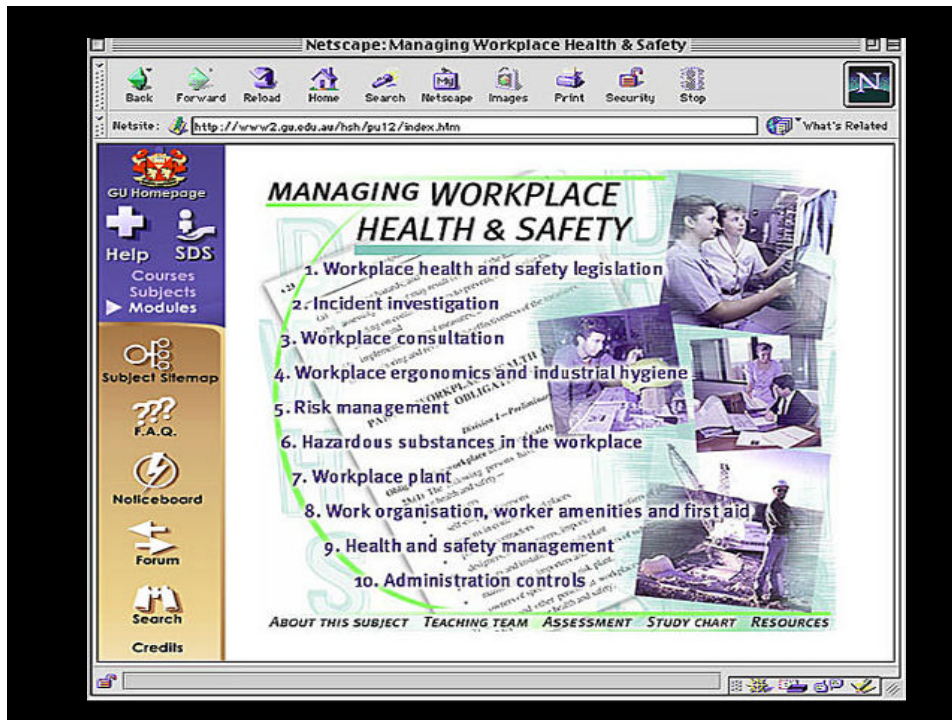 Netscape: Managing Workplace Health & Safety
Back Forward Reload Home Search Netscape Images Print Security Stop
My
N
Netsite: http://www2.gu.edu.au/hsh/pu12/index.htm What's Related
GU Homepage
Help SDS
Courses
Subjects
Modules
Subject Sitemap
???
F.A.Q.
Noticeboard
Forum
Search
Credits
MANAGING WORKPLACE
HEALTH & SAFETY
1. Workplace health and safety legislation
2. Incident investigation
3. Workplace consultation
4. Workplace ergonomics and industrial hygiene
5. Risk management
6. Hazardous substances in the workplace
7. Workplace plant
8. Work organisation, worker amenities and first aid
9. Health and safety management
10. Administration controls
ABOUT THIS SUBJECT TEACHING TEAM ASSESSMENT STUDY CHART RESOURCES